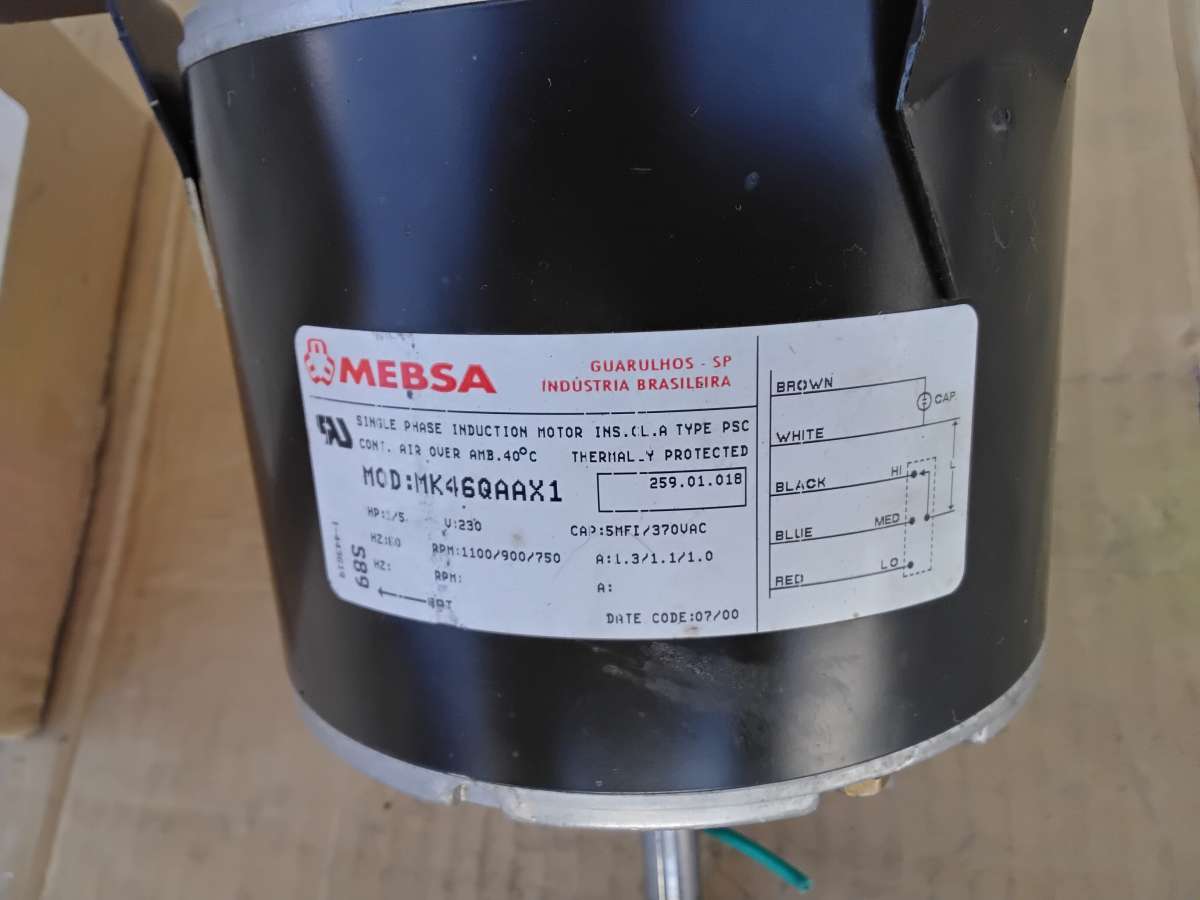 MEBSA
GUARULHOS - SP
INDÚSTRIA BRASILEIRA
SINGLE PHASE INDUCTION MOTOR INS.CL.A TYPE PSC
CONT. AIR OVER AMB.40°C THERMALLY PROTECTED
MOD:MK46QAAX1
259.01.018
HP:1/5 V:230 CAP:5MFI/370VAC
HZ:60 RPM:1100/900/750 A:1.3/1.1/1.0
HZ: RPM: A:
ROT
DATE CODE:07/00
S89
BROWN
CAP
WHITE
L
BLACK HI
BLUE MED
RED LO